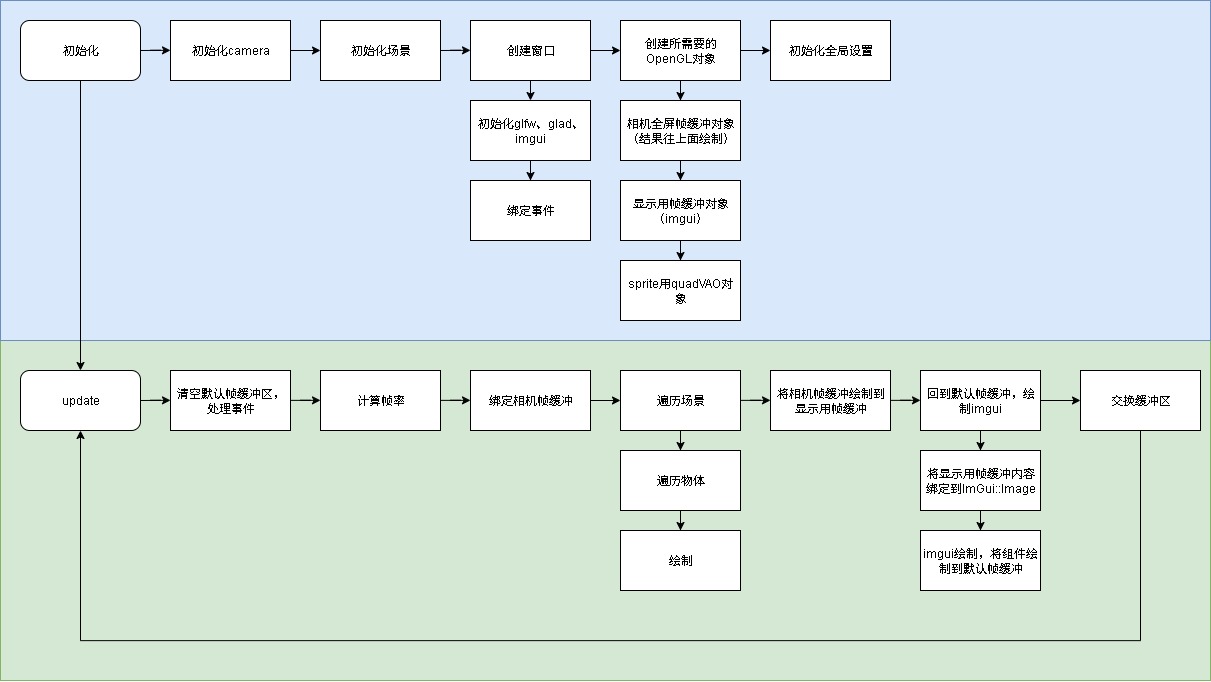 初始化
初始化camera
初始化场景
创建窗口
创建所需要的
OpenGL对象
初始化全局设置
初始化glfw、glad、
imgui
相机全屏帧缓冲对象
（结果往上面绘制）
绑定事件
显示用帧缓冲对象
（imgui）
sprite用quadVAO对
象
update
清空默认帧缓冲区，
处理事件
计算帧率
绑定相机帧缓冲
遍历场景
将相机帧缓冲绘制到
显示用帧缓冲
回到默认帧缓冲，绘
制imgui
交换缓冲区
遍历物体
将显示用帧缓冲内容
绑定到ImGui::Image
绘制
imgui绘制，将组件绘
制到默认帧缓冲